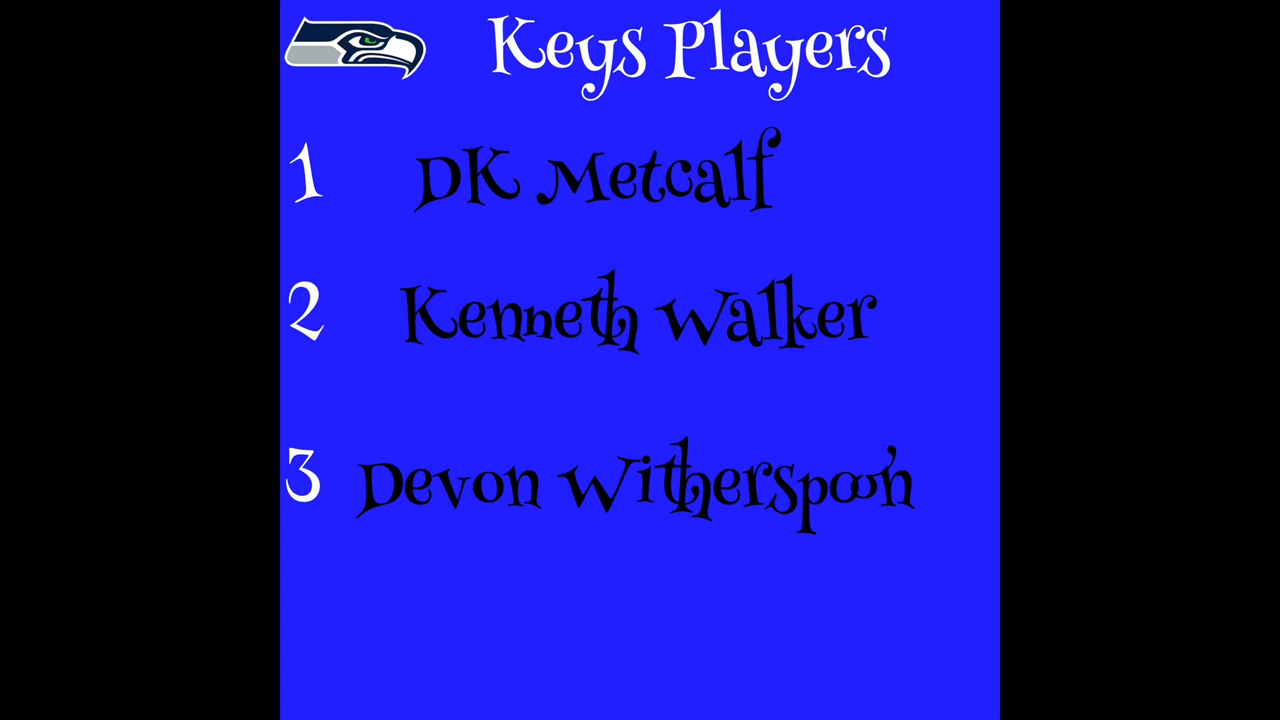 Keys Players
1 DK Metcalf
2 Kenneth Walker
3 Devon Witherspoon